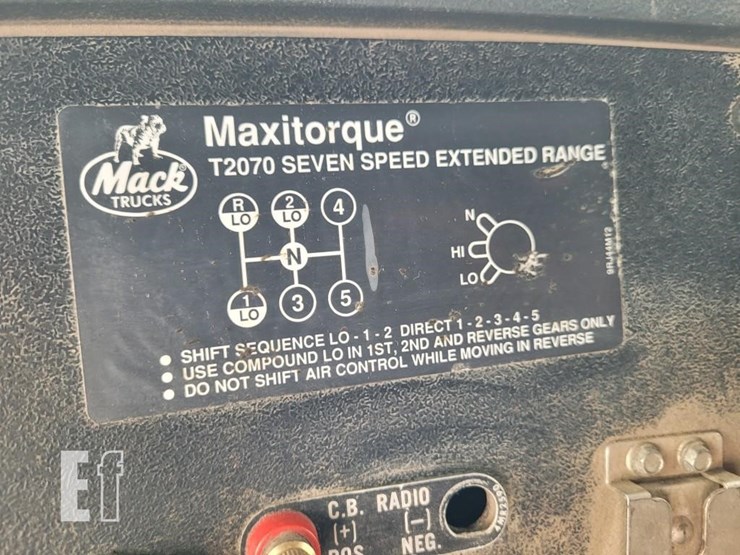 Maxitorque®
T2070 SEVEN SPEED EXTENDED RANGE
Mack
TRUCKS
R
LO
2
LO
4
N
1
LO
3
5
N
HI
LO
• SHIFT SEQUENCE LO - 1 - 2 DIRECT 1 - 2 - 3 - 4 - 5
• USE COMPOUND LO IN 1ST, 2ND AND REVERSE GEARS ONLY
• DO NOT SHIFT AIR CONTROL WHILE MOVING IN REVERSE
Ef
C.B. RADIO
(+) (−)
POS. NEG.